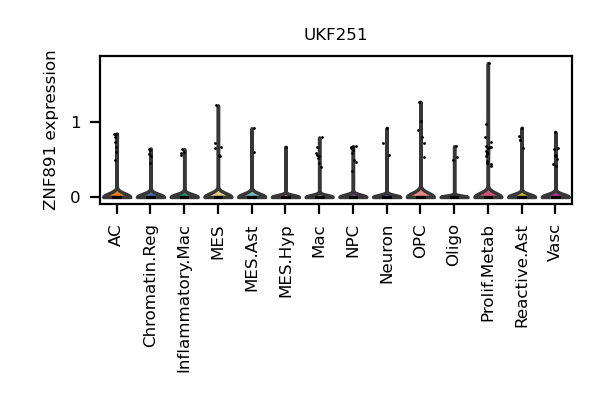 UKF251
ZNF891 expression
1
0
AC
Chromatin.Reg
Inflammatory.Mac
MES
MES.Ast
MES.Hyp
Mac
NPC
Neuron
OPC
Oligo
Prolif.Metab
Reactive.Ast
Vasc